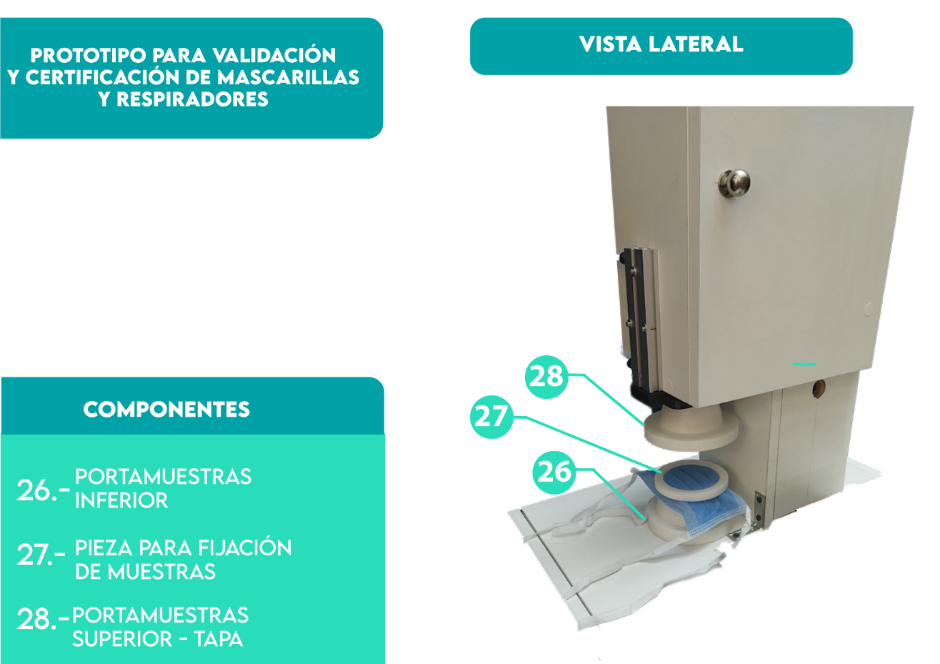 PROTOTIPO PARA VALIDACIÓN
Y CERTIFICACIÓN DE MASCARILLAS
Y RESPIRADORES
VISTA LATERAL
28
27
26
COMPONENTES
26.- PORTAMUESTRAS
INFERIOR
27.- PIEZA PARA FIJACIÓN
DE MUESTRAS
28.- PORTAMUESTRAS
SUPERIOR - TAPA